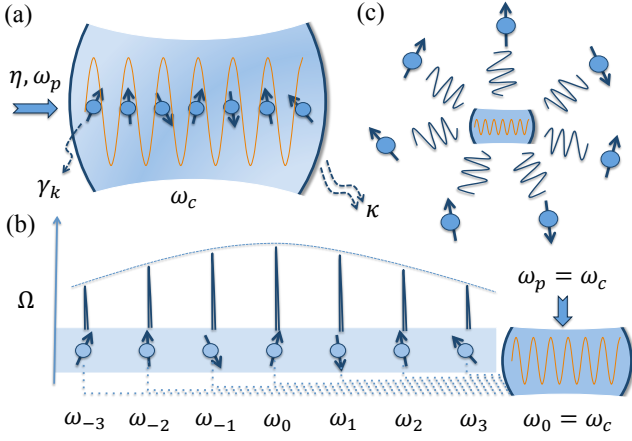 (a)
η, ω_p
γ_k
ω_c
κ
(c)
(b)
Ω
ω_p = ω_c
ω_{-3} ω_{-2} ω_{-1} ω_0 ω_1 ω_2 ω_3 ω_0 = ω_c